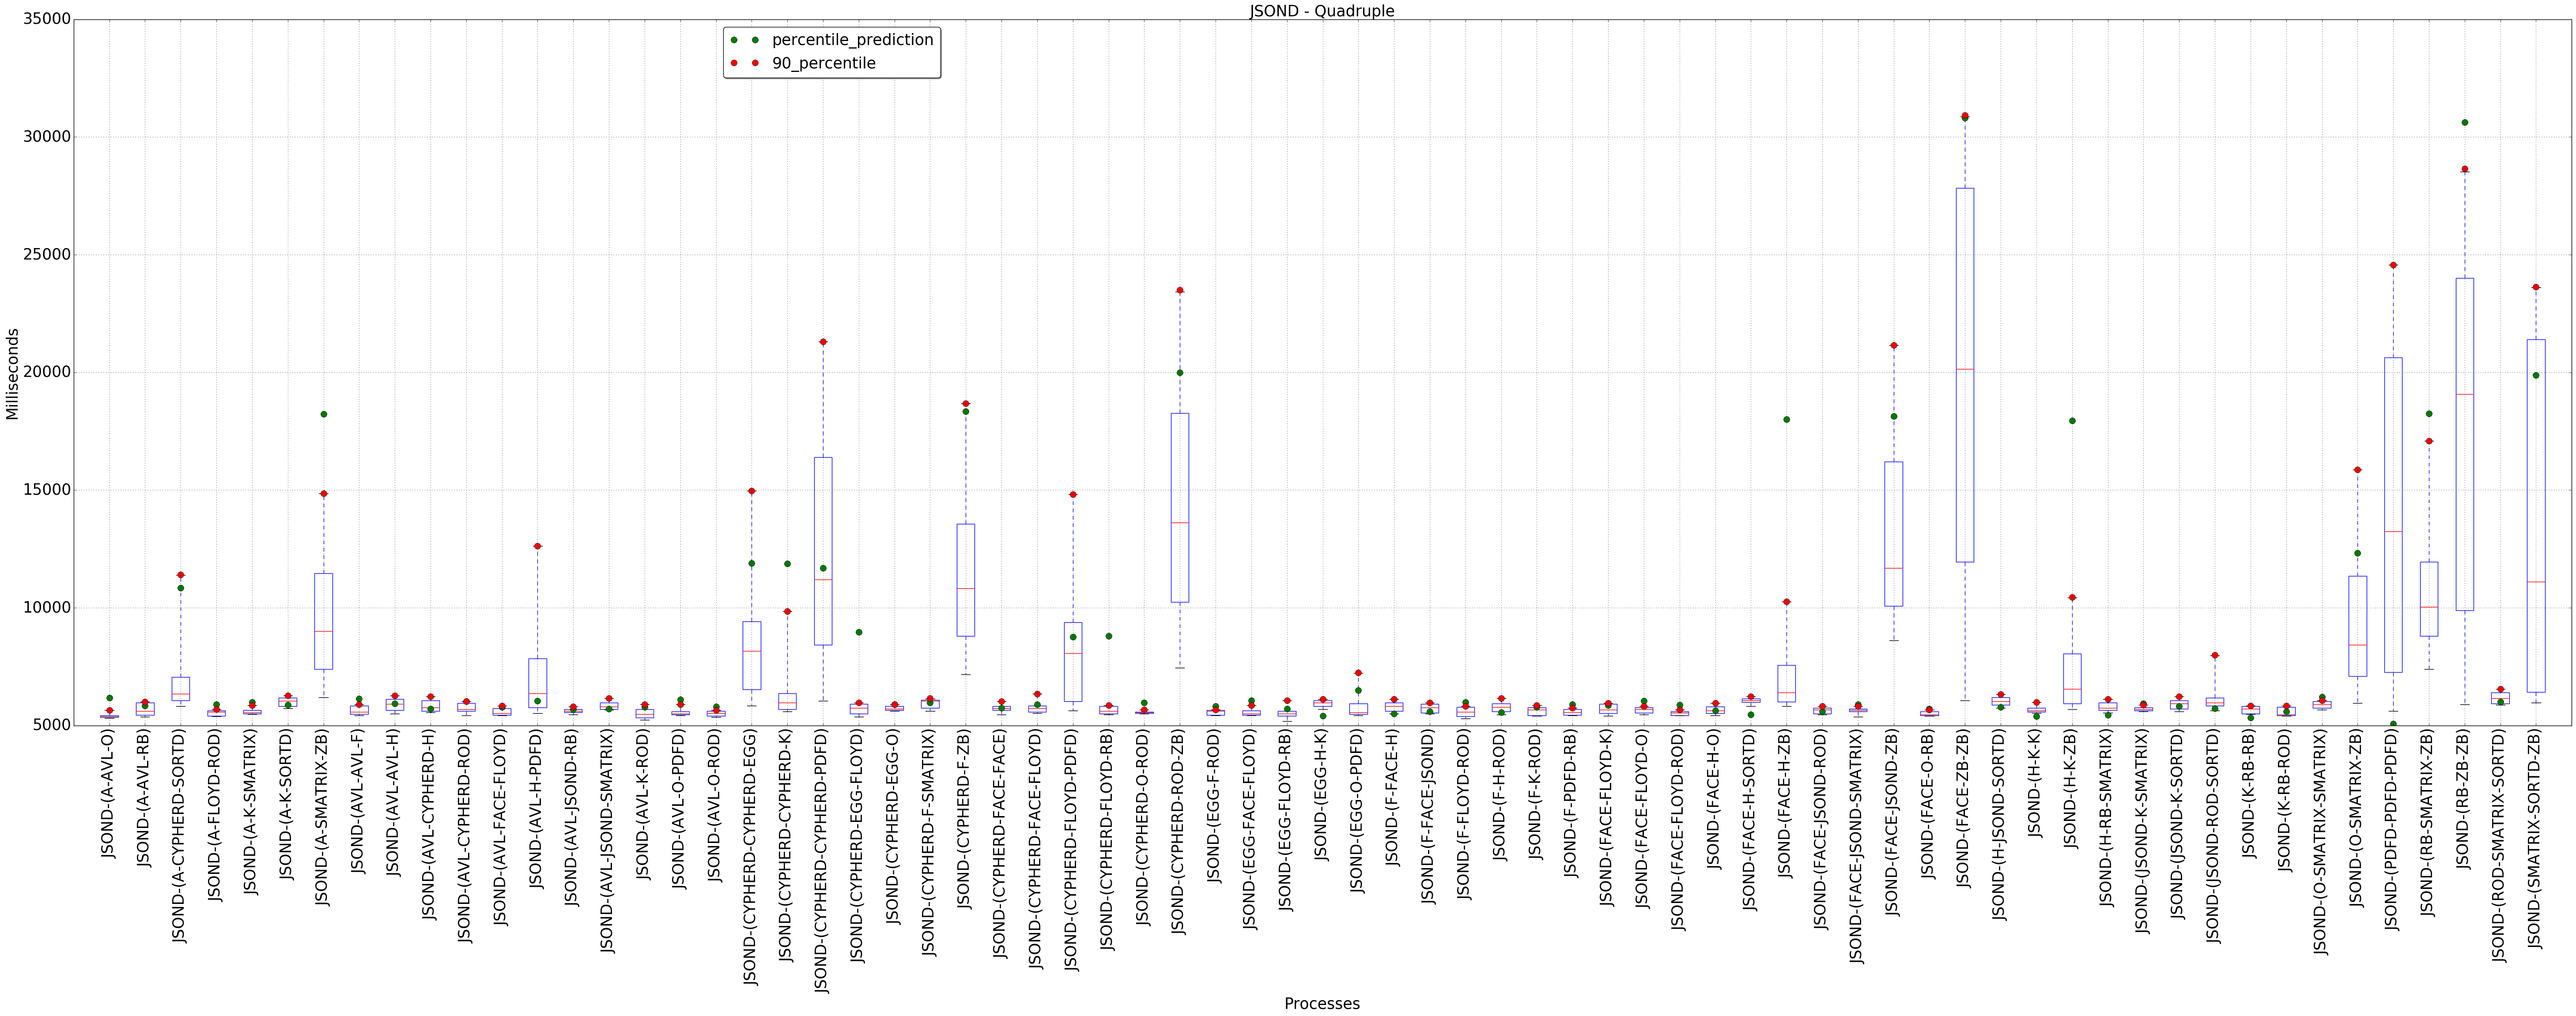 JSOND - Quadruple
percentile_prediction
90_percentile
35000
30000
25000
20000
15000
10000
5000
Milliseconds
JSOND-(A-AVL-O)
JSOND-(A-AVL-RB)
JSOND-(A-CYPHERD-SORTD)
JSOND-(A-FLOYD-ROD)
JSOND-(A-K-SMATRIX)
JSOND-(A-K-SORTD)
JSOND-(A-SMATRIX-ZB)
JSOND-(AVL-AVL-F)
JSOND-(AVL-AVL-H)
JSOND-(AVL-CYPHERD-H)
JSOND-(AVL-CYPHERD-ROD)
JSOND-(AVL-FACE-FLOYD)
JSOND-(AVL-H-PDFD)
JSOND-(AVL-JSOND-RB)
JSOND-(AVL-JSOND-SMATRIX)
JSOND-(AVL-K-ROD)
JSOND-(AVL-O-PDFD)
JSOND-(AVL-O-ROD)
JSOND-(CYPHERD-CYPHERD-EGG)
JSOND-(CYPHERD-CYPHERD-K)
JSOND-(CYPHERD-CYPHERD-PDFD)
JSOND-(CYPHERD-EGG-FLOYD)
JSOND-(CYPHERD-EGG-O)
JSOND-(CYPHERD-F-SMATRIX)
JSOND-(CYPHERD-F-ZB)
JSOND-(CYPHERD-FACE-FACE)
JSOND-(CYPHERD-FACE-FLOYD)
JSOND-(CYPHERD-FLOYD-PDFD)
JSOND-(CYPHERD-FLOYD-RB)
JSOND-(CYPHERD-O-ROD)
JSOND-(CYPHERD-ROD-ZB)
JSOND-(EGG-F-ROD)
JSOND-(EGG-FACE-FLOYD)
JSOND-(EGG-FLOYD-RB)
JSOND-(EGG-H-K)
JSOND-(EGG-O-PDFD)
JSOND-(F-FACE-H)
JSOND-(F-FACE-JSOND)
JSOND-(F-FLOYD-ROD)
JSOND-(F-H-ROD)
JSOND-(F-K-ROD)
JSOND-(F-PDFD-RB)
JSOND-(FACE-FLOYD-K)
JSOND-(FACE-FLOYD-O)
JSOND-(FACE-FLOYD-ROD)
JSOND-(FACE-H-O)
JSOND-(FACE-H-SORTD)
JSOND-(FACE-H-ZB)
JSOND-(FACE-JSOND-ROD)
JSOND-(FACE-JSOND-SMATRIX)
JSOND-(FACE-JSOND-ZB)
JSOND-(FACE-O-RB)
JSOND-(FACE-ZB-ZB)
JSOND-(H-JSOND-SORTD)
JSOND-(H-K-K)
JSOND-(H-K-ZB)
JSOND-(H-RB-SMATRIX)
JSOND-(JSOND-K-SMATRIX)
JSOND-(JSOND-K-SORTD)
JSOND-(JSOND-ROD-SORTD)
JSOND-(K-RB-RB)
JSOND-(K-RB-ROD)
JSOND-(O-SMATRIX-SMATRIX)
JSOND-(O-SMATRIX-ZB)
JSOND-(PDFD-PDFD-PDFD)
JSOND-(RB-SMATRIX-ZB)
JSOND-(RB-ZB-ZB)
JSOND-(ROD-SMATRIX-SORTD)
JSOND-(SMATRIX-SORTD-ZB)
Processes